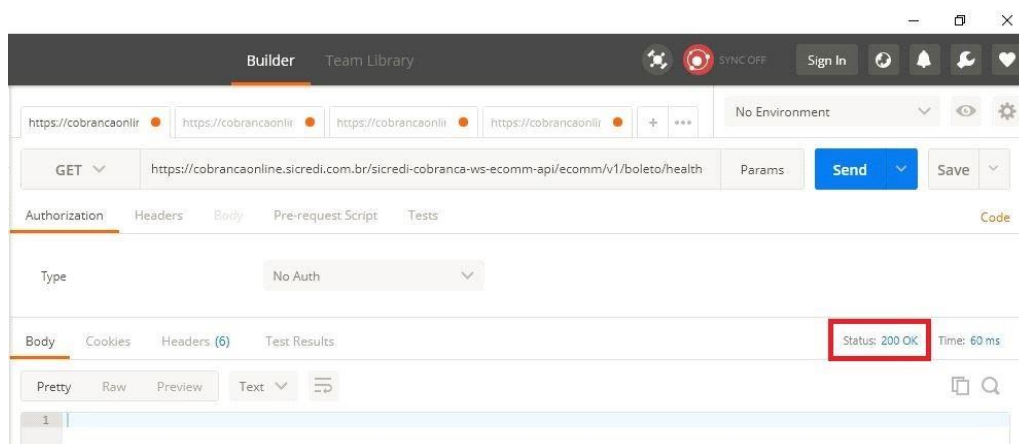 Builder Team Library SYNC OFF Sign In
https://cobrancaonlir https://cobrancaonlir https://cobrancaonlir https://cobrancaonlir + No Environment
GET https://cobrancaonline.sicredi.com.br/sicredi-cobranca-ws-ecomm-api/ecomm/v1/boleto/health Params Send Save
Authorization Headers Body Pre-request Script Tests Code
Type No Auth
Body Cookies Headers (6) Test Results Status: 200 OK Time: 60 ms
Pretty Raw Preview Text
1